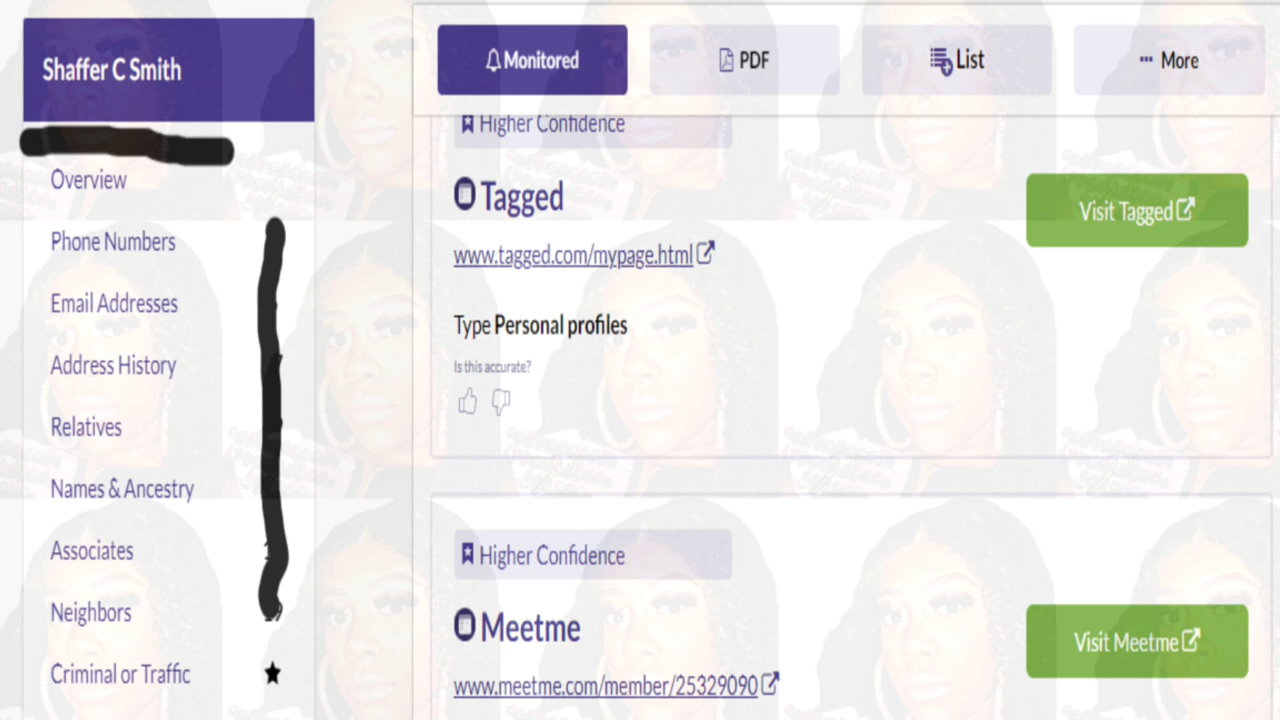 Shaffer C Smith
Overview
Phone Numbers
Email Addresses
Address History
Relatives
Names & Ancestry
Associates
Neighbors
Criminal or Traffic
Monitored
PDF
List
More
Higher Confidence
Tagged
Visit Tagged
www.tagged.com/mypage.html
Type Personal profiles
Is this accurate?
Higher Confidence
Meetme
Visit Meetme
www.meetme.com/member/25329090